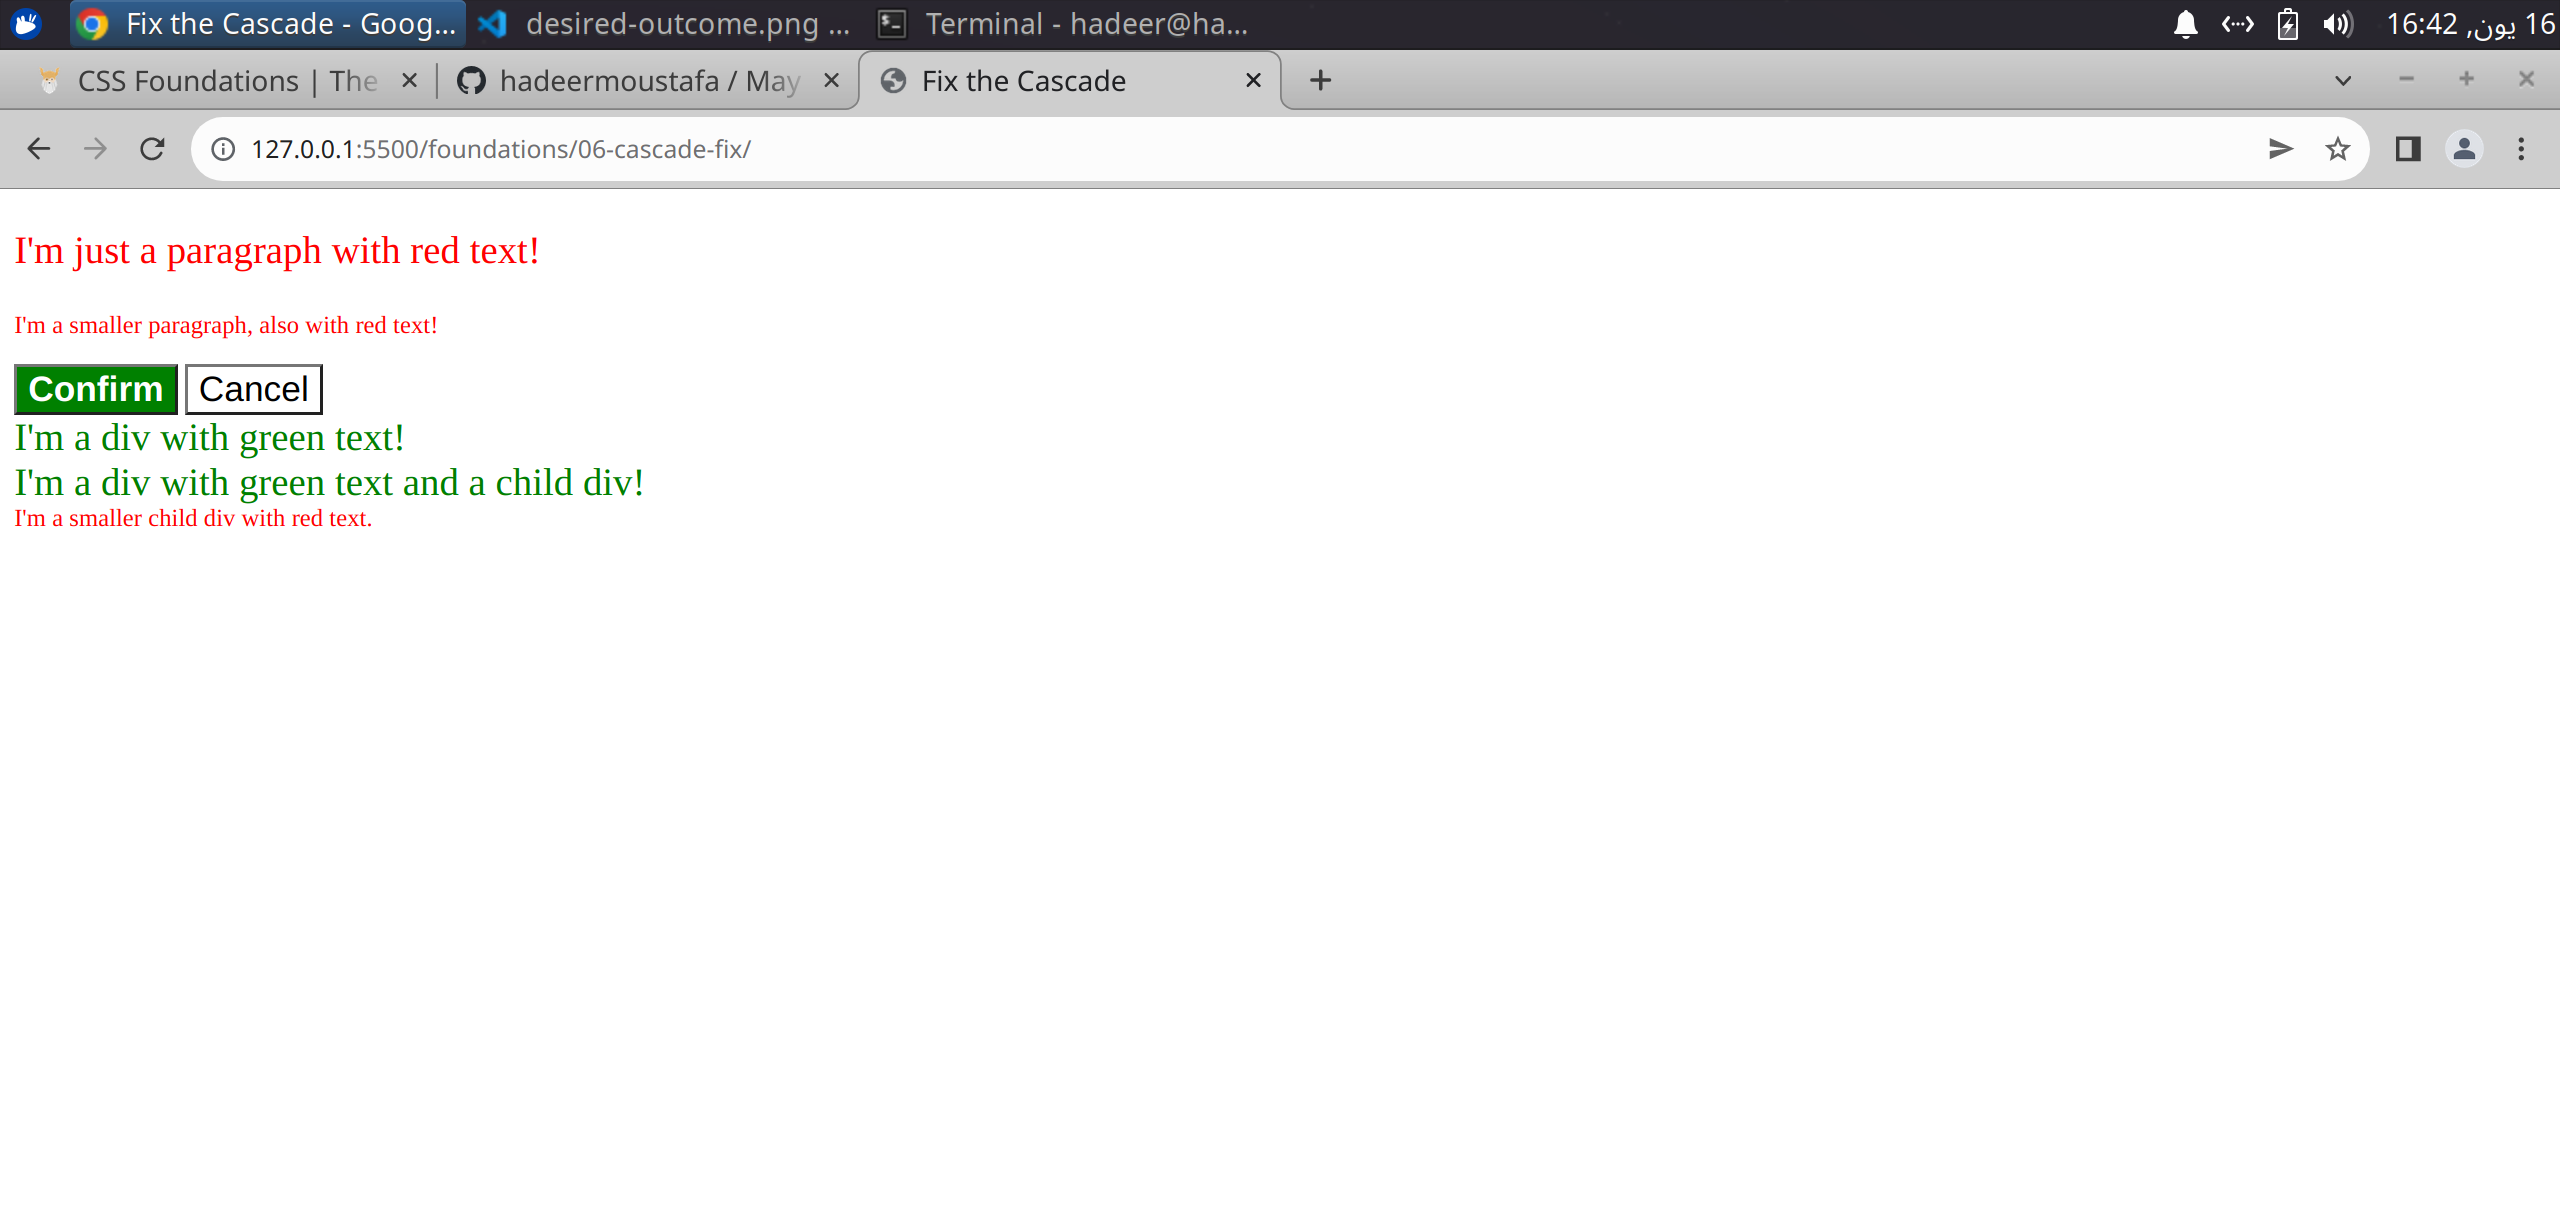 Fix the Cascade - Goog... desired-outcome.png ... Terminal - hadeer@ha... 16:42 ,يون 16
CSS Foundations | The hadeermoustafa / May Fix the Cascade
127.0.0.1:5500/foundations/06-cascade-fix/
I'm just a paragraph with red text!
I'm a smaller paragraph, also with red text!
Confirm Cancel
I'm a div with green text!
I'm a div with green text and a child div!
I'm a smaller child div with red text.